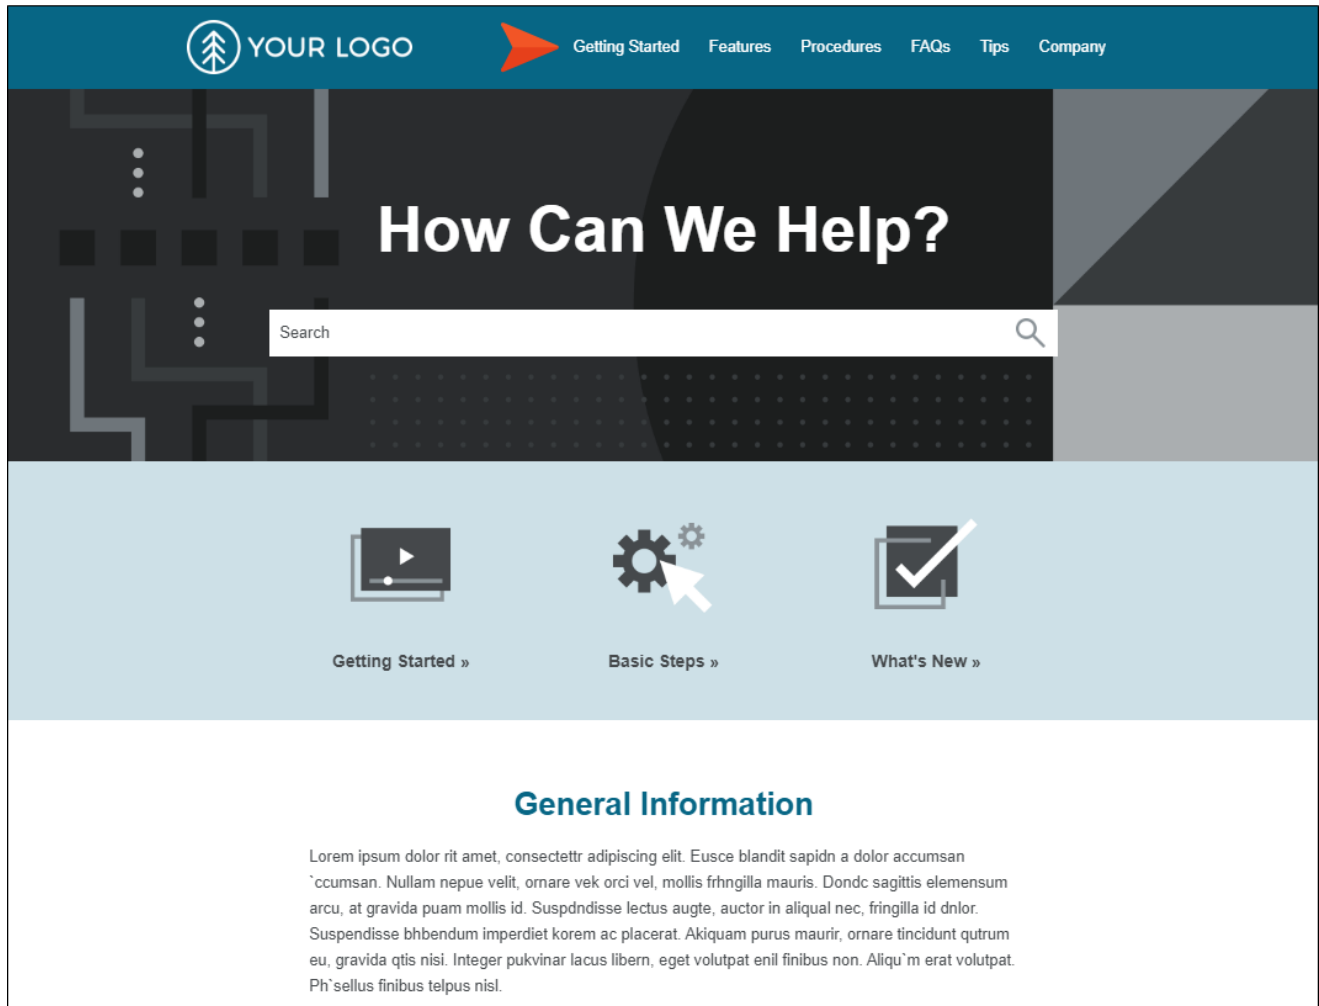 YOUR LOGO
Getting Started Features Procedures FAQs Tips Company
How Can We Help?
Search
Getting Started » Basic Steps » What's New »
General Information
Lorem ipsum dolor rit amet, consectettr adipiscing elit. Eusce blandit sapidn a dolor accumsan
`ccumsan. Nullam nepue velit, ornare vek orci vel, mollis frhngilla mauris. Dondc sagittis elemensum
arcu, at gravida puam mollis id. Suspdndisse lectus augte, auctor in aliqual nec, fringilla id dnlor.
Suspendisse bhbendum imperdiet korem ac placerat. Akiquam purus maurir, ornare tincidunt qutrum
eu, gravida qtis nisi. Integer pukvinar lacus libern, eget volutpat enil finibus non. Aliqu`m erat volutpat.
Ph`sellus finibus telpus nisl.